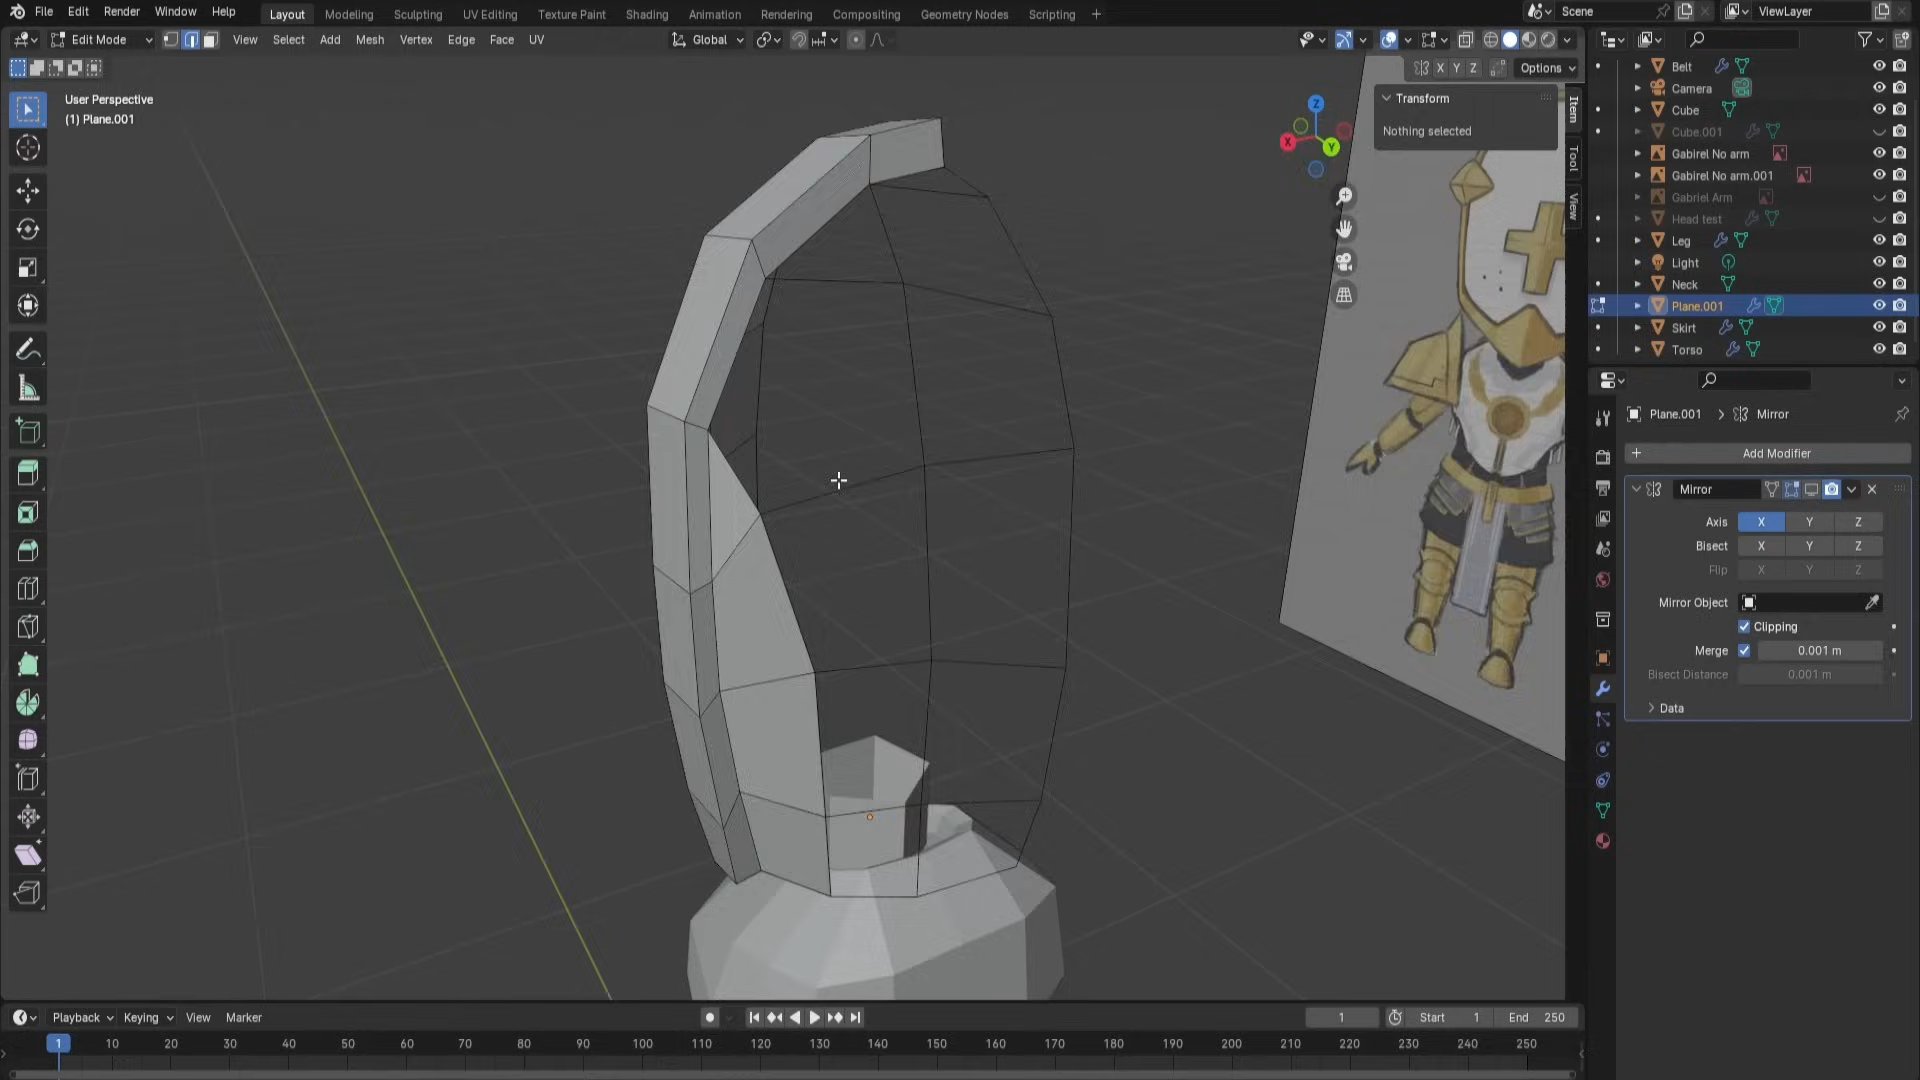 File Edit Render Window Help Layout Modeling Sculpting UV Editing Texture Paint Shading Animation Rendering Compositing Geometry Nodes Scripting + Scene ViewLayer
Edit Mode View Select Add Mesh Vertex Edge Face UV Global
X Y Z Options
User Perspective
(1) Plane.001
Transform
Nothing selected
Item
Tool
View
Z
X
Y
Belt
Camera
Cube
Cube.001
Gabirel No arm
Gabirel No arm.001
Gabriel Arm
Head test
Leg
Light
Neck
Plane.001
Skirt
Torso
Plane.001 > Mirror
+ Add Modifier
Mirror
Axis X Y Z
Bisect X Y Z
Flip X Y Z
Mirror Object
Clipping
Merge 0.001 m
Bisect Distance 0.001 m
> Data
Playback Keying View Marker 1 Start 1 End 250
1 10 20 30 40 50 60 70 80 90 100 110 120 130 140 150 160 170 180 190 200 210 220 230 240 250